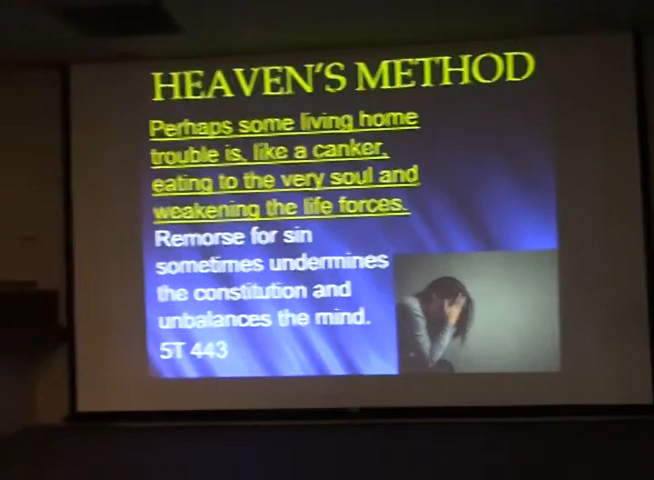 HEAVEN'S METHOD
Perhaps some living home
trouble is, like a canker,
eating to the very soul and
weakening the life forces.
Remorse for sin
sometimes undermines
the constitution and
unbalances the mind.
5T 443